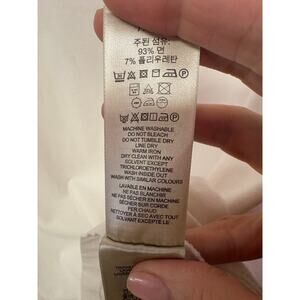 주된 섬유:
93% 면
7% 폴리우레탄
MACHINE WASHABLE
DO NOT BLEACH
DO NOT TUMBLE DRY
LINE DRY
WARM IRON
DRY CLEAN WITH ANY
SOLVENT EXCEPT
TRICHLOROETHYLENE
WASH INSIDE OUT
WASH WITH SIMILAR COLOURS
LAVABLE EN MACHINE
NE PAS BLANCHIR
NE PAS SÉCHER EN MACHINE
SÉCHER SUR CORDE
PER CHAUD
NETTOYER À SEC AVEC TOUT
SOLVANT EXCEPTÉ LE